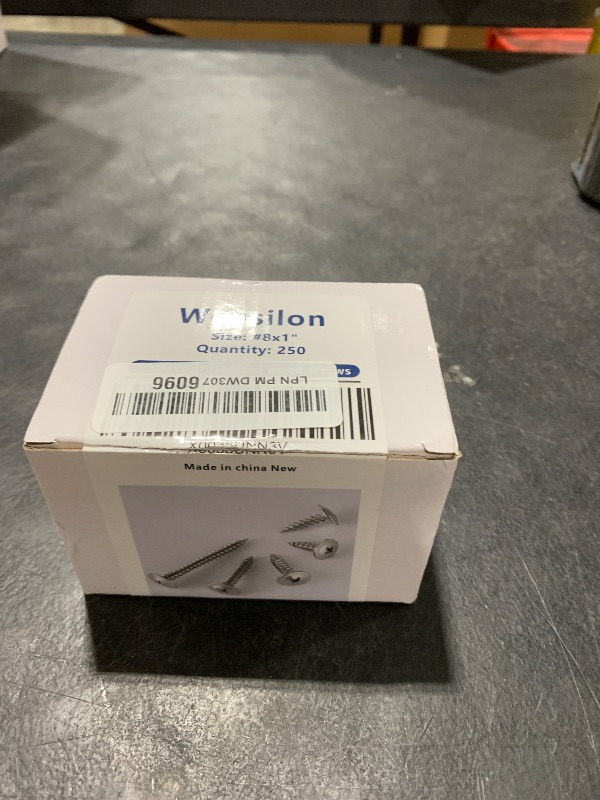 Size: #8x1"
Quantity: 250
LPN PM DW307 6096
Made in china New